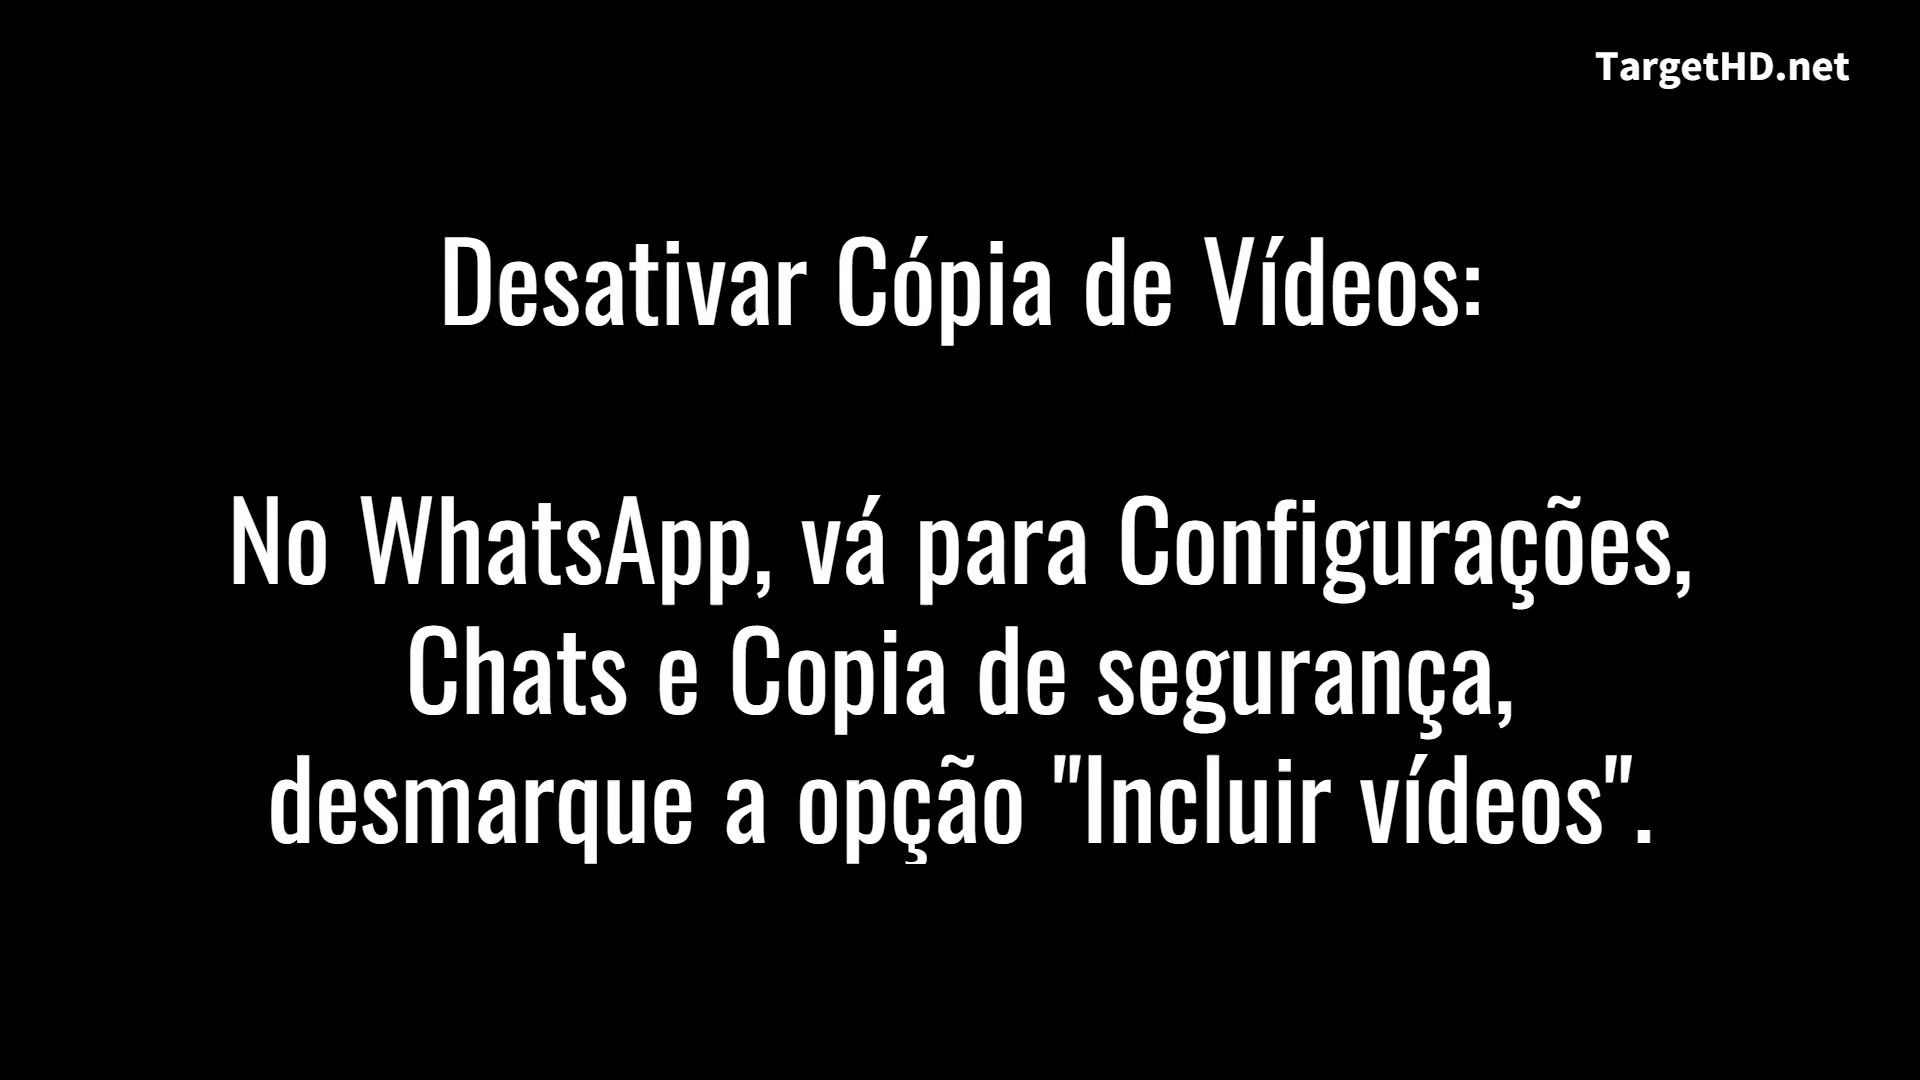 TargetHD.net
Desativar Cópia de Vídeos:
No WhatsApp, vá para Configurações,
Chats e Copia de segurança,
desmarque a opção "Incluir vídeos".